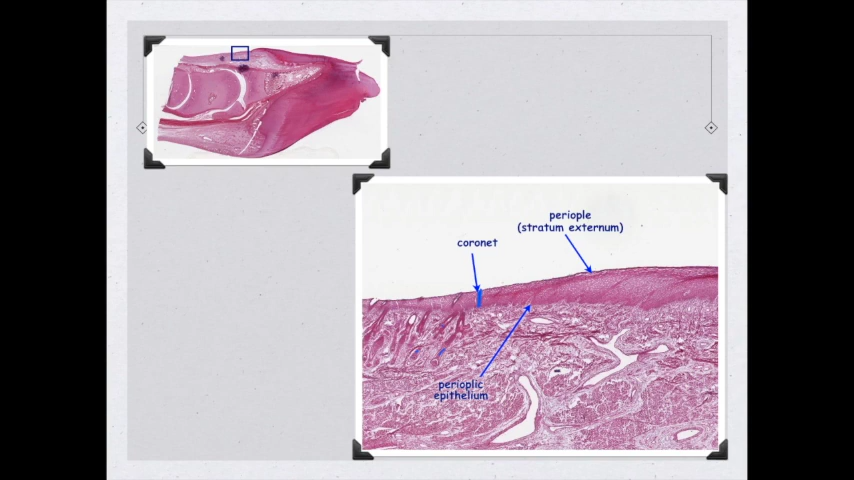 periople
(stratum externum)
coronet
perioplic
epithelium